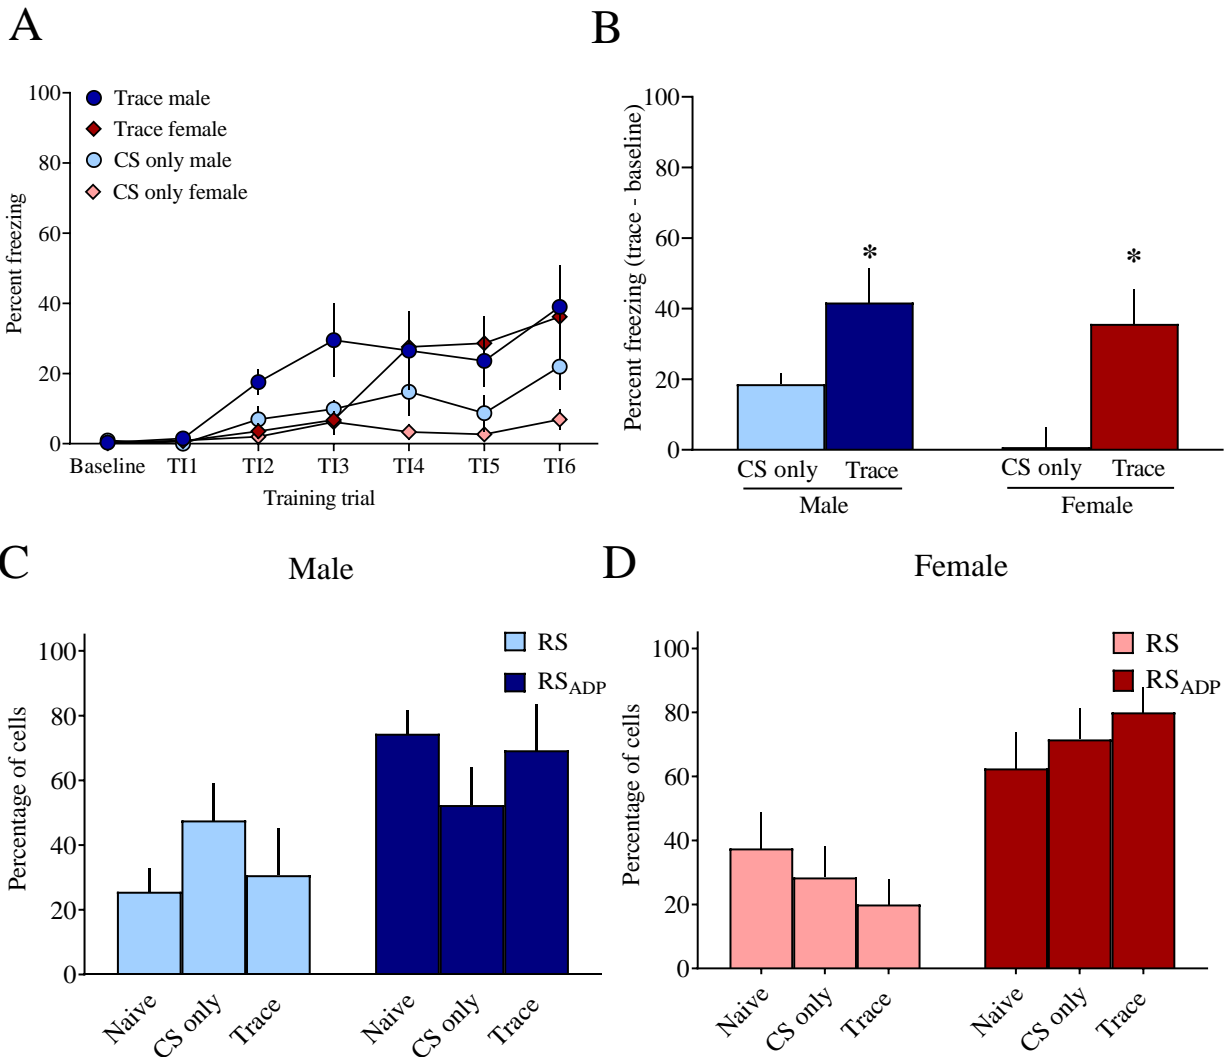 A
100
80
60
40
20
0
Percent freezing
Trace male
Trace female
CS only male
CS only female
Baseline TI1 TI2 TI3 TI4 TI5 TI6
Training trial
B
100
80
60
40
20
0
Percent freezing (trace - baseline)
*
*
CS only Trace CS only Trace
Male Female
C
Male
100
80
60
40
20
0
Percentage of cells
RS
RSADP
Naive CS only Trace Naive CS only Trace
D
Female
100
80
60
40
20
0
Percentage of cells
RS
RSADP
Naive CS only Trace Naive CS only Trace